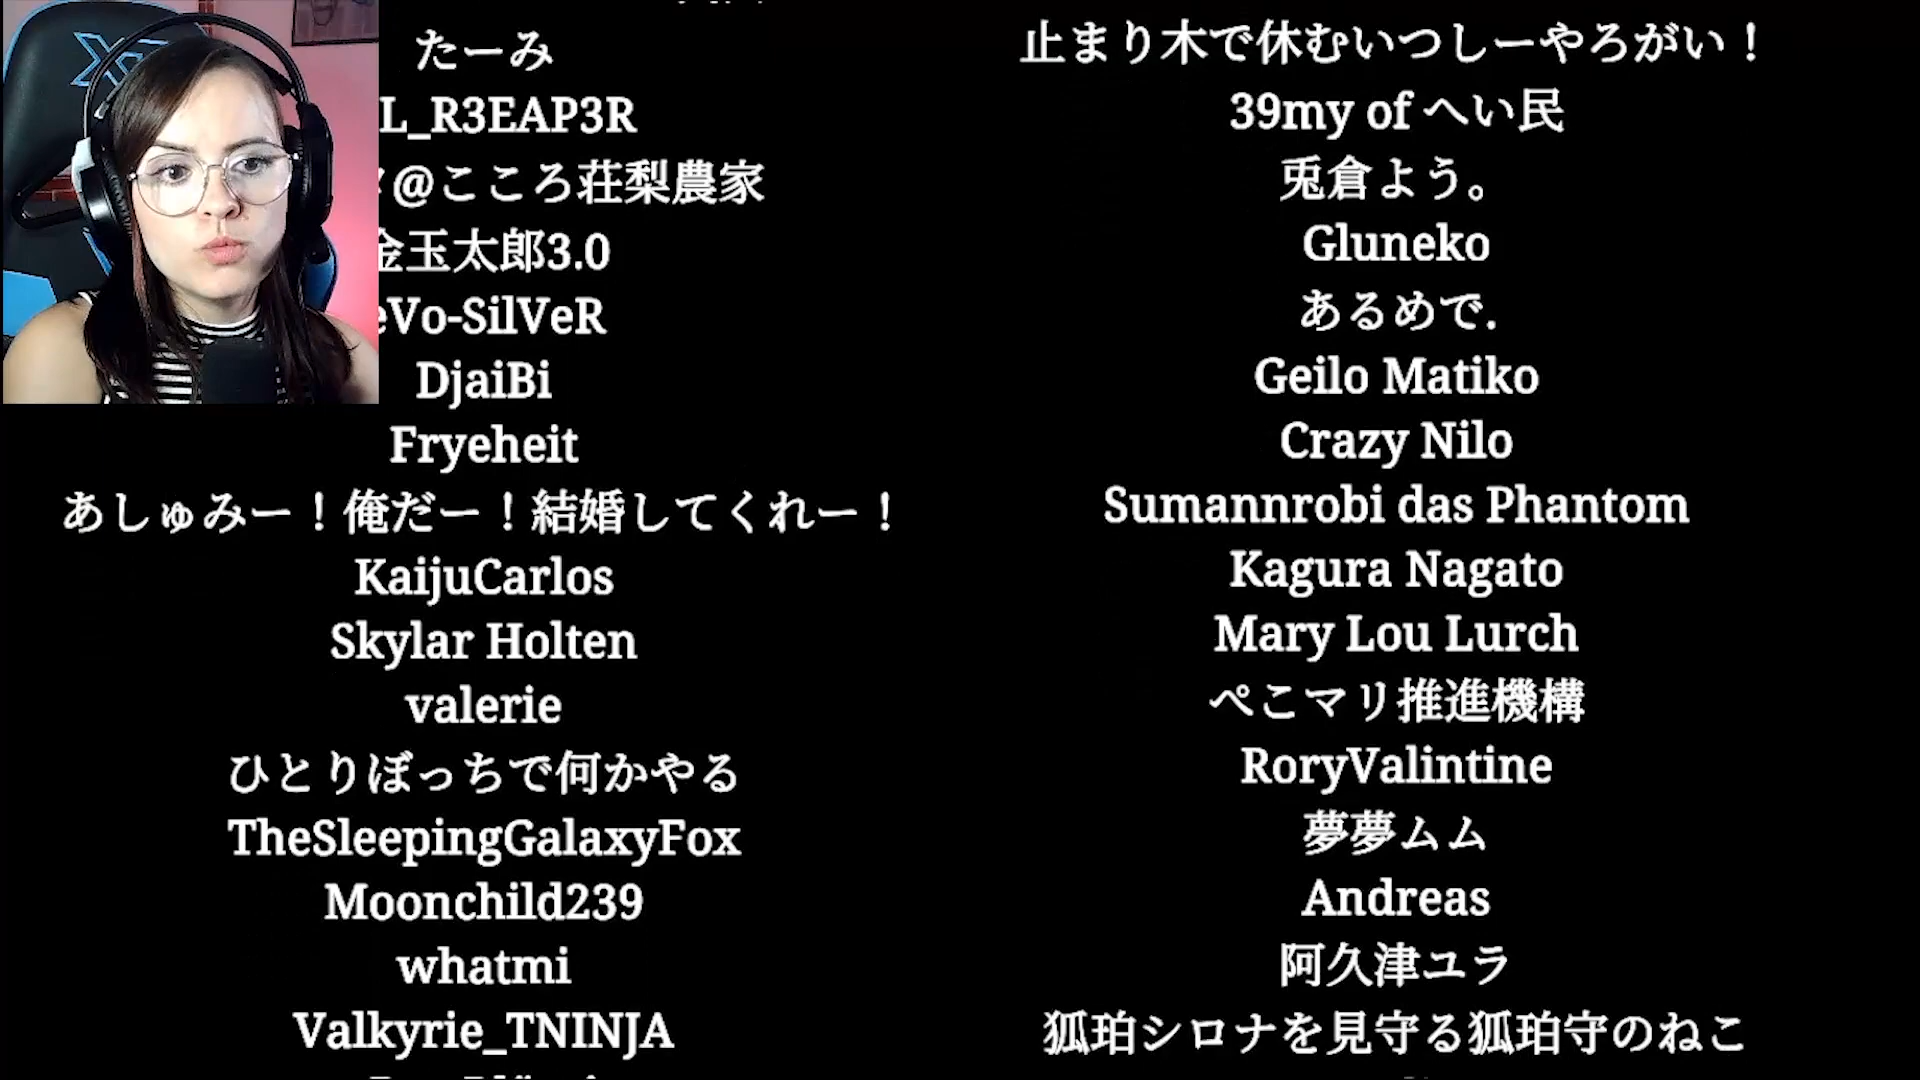 たーみ
L_R3EAP3R
@こころ荘梨農家
金玉太郎3.0
eVo-SilVeR
DjaiBi
Fryeheit
あしゅみー！俺だー！結婚してくれー！
KaijuCarlos
Skylar Holten
valerie
ひとりぼっちで何かやる
TheSleepingGalaxyFox
Moonchild239
whatmi
Valkyrie_TNINJA
止まり木で休むいつしーやろがい！
39my of へい民
兎倉よう。
Gluneko
あるめで.
Geilo Matiko
Crazy Nilo
Sumannrobi das Phantom
Kagura Nagato
Mary Lou Lurch
ぺこマリ推進機構
RoryValintine
夢夢ムム
Andreas
阿久津ユラ
狐珀シロナを見守る狐珀守のねこ